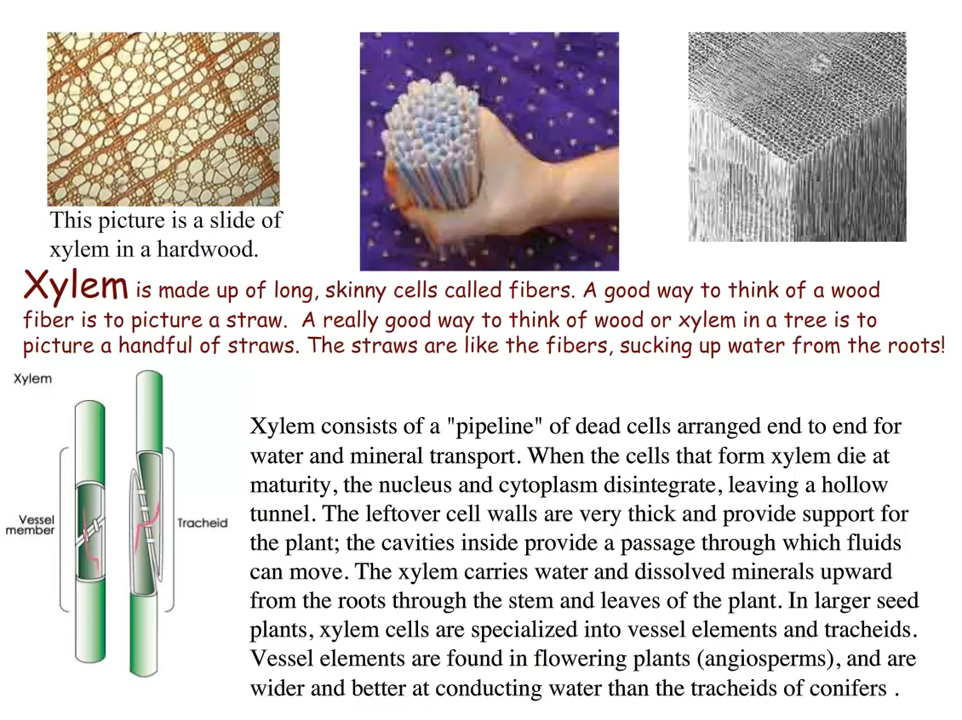 This picture is a slide of
xylem in a hardwood.
Xylem is made up of long, skinny cells called fibers. A good way to think of a wood
fiber is to picture a straw. A really good way to think of wood or xylem in a tree is to
picture a handful of straws. The straws are like the fibers, sucking up water from the roots!
Xylem
Vessel
member
Tracheid
Xylem consists of a "pipeline" of dead cells arranged end to end for
water and mineral transport. When the cells that form xylem die at
maturity, the nucleus and cytoplasm disintegrate, leaving a hollow
tunnel. The leftover cell walls are very thick and provide support for
the plant; the cavities inside provide a passage through which fluids
can move. The xylem carries water and dissolved minerals upward
from the roots through the stem and leaves of the plant. In larger seed
plants, xylem cells are specialized into vessel elements and tracheids.
Vessel elements are found in flowering plants (angiosperms), and are
wider and better at conducting water than the tracheids of conifers .